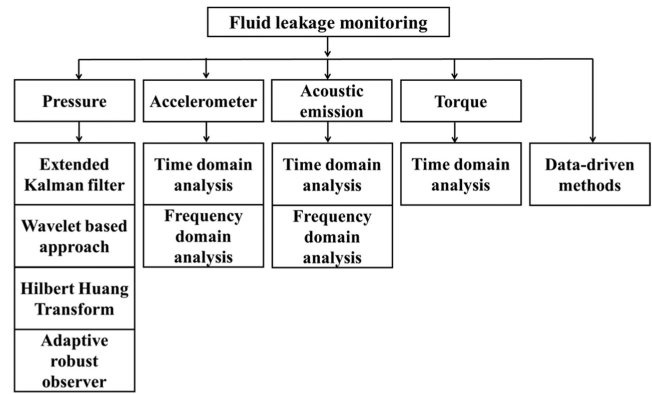 Fluid leakage monitoring
Pressure
Accelerometer
Acoustic
emission
Torque
Extended
Kalman filter
Wavelet based
approach
Hilbert Huang
Transform
Adaptive
robust
observer
Time domain
analysis
Frequency
domain
analysis
Time domain
analysis
Frequency
domain
analysis
Time domain
analysis
Data-driven
methods